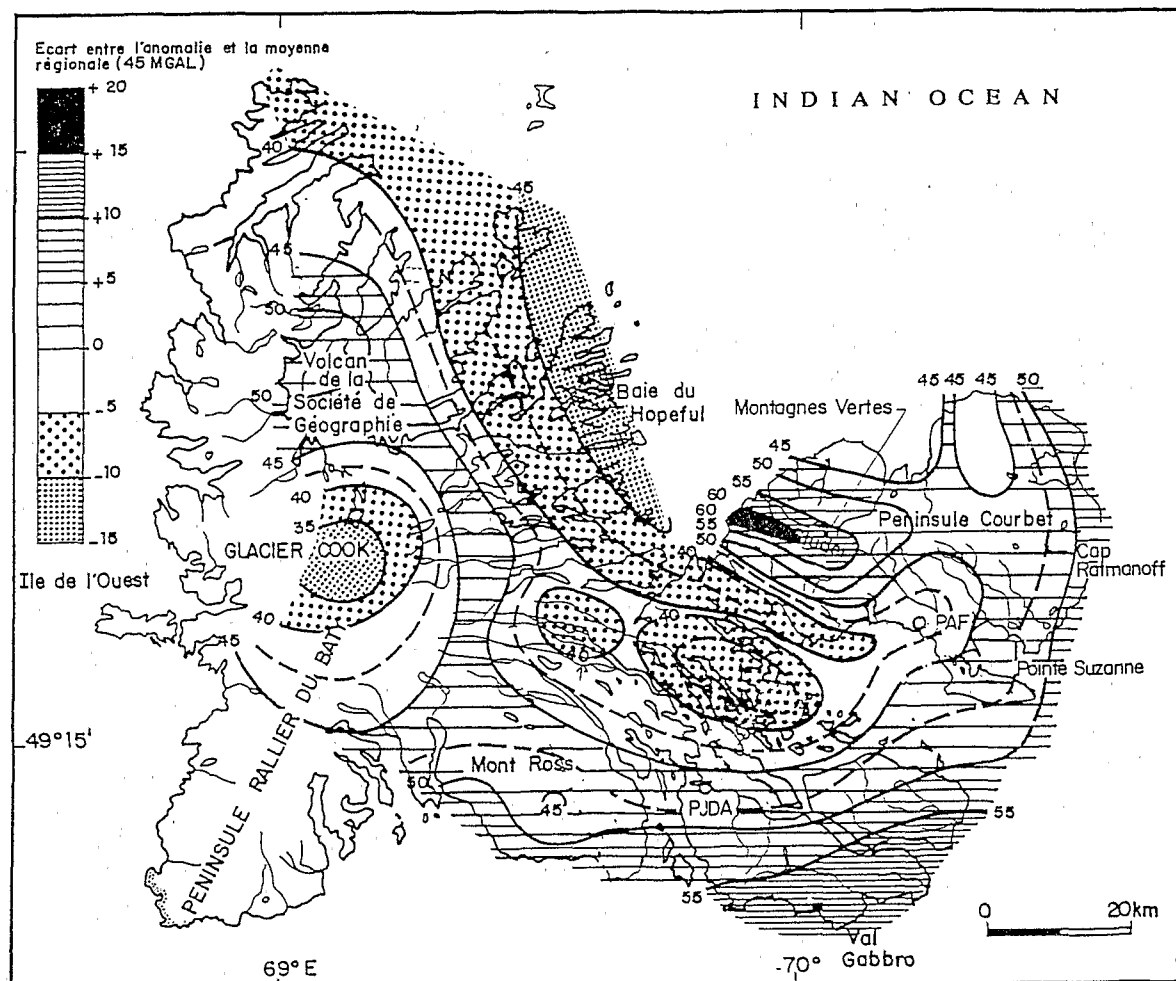 Ecart entre l'anomalie et la moyenne
régionale (45 MGAL)
+ 20
+ 15
+10
+5
0
-5
-10
-15
INDIAN OCEAN
40
45
45
50
Volcan
de la
50 Société de
Géographie
45
40
35
GLACIER COOK
Ile de l'Ouest
40
45
Baie du
Hopeful
Montagnes Vertes
45 45 45 50
45
50
55
60
55
50
40
Peninsule Courbet
Cap
Ratmanoff
40
40
PAF
Pointe Suzanne
49°15'
PENINSULE RALLIER DU BATY
Mont Ross
50
45
PJDA
55
55
Val
Gabbro
0 20km
69° E
70°